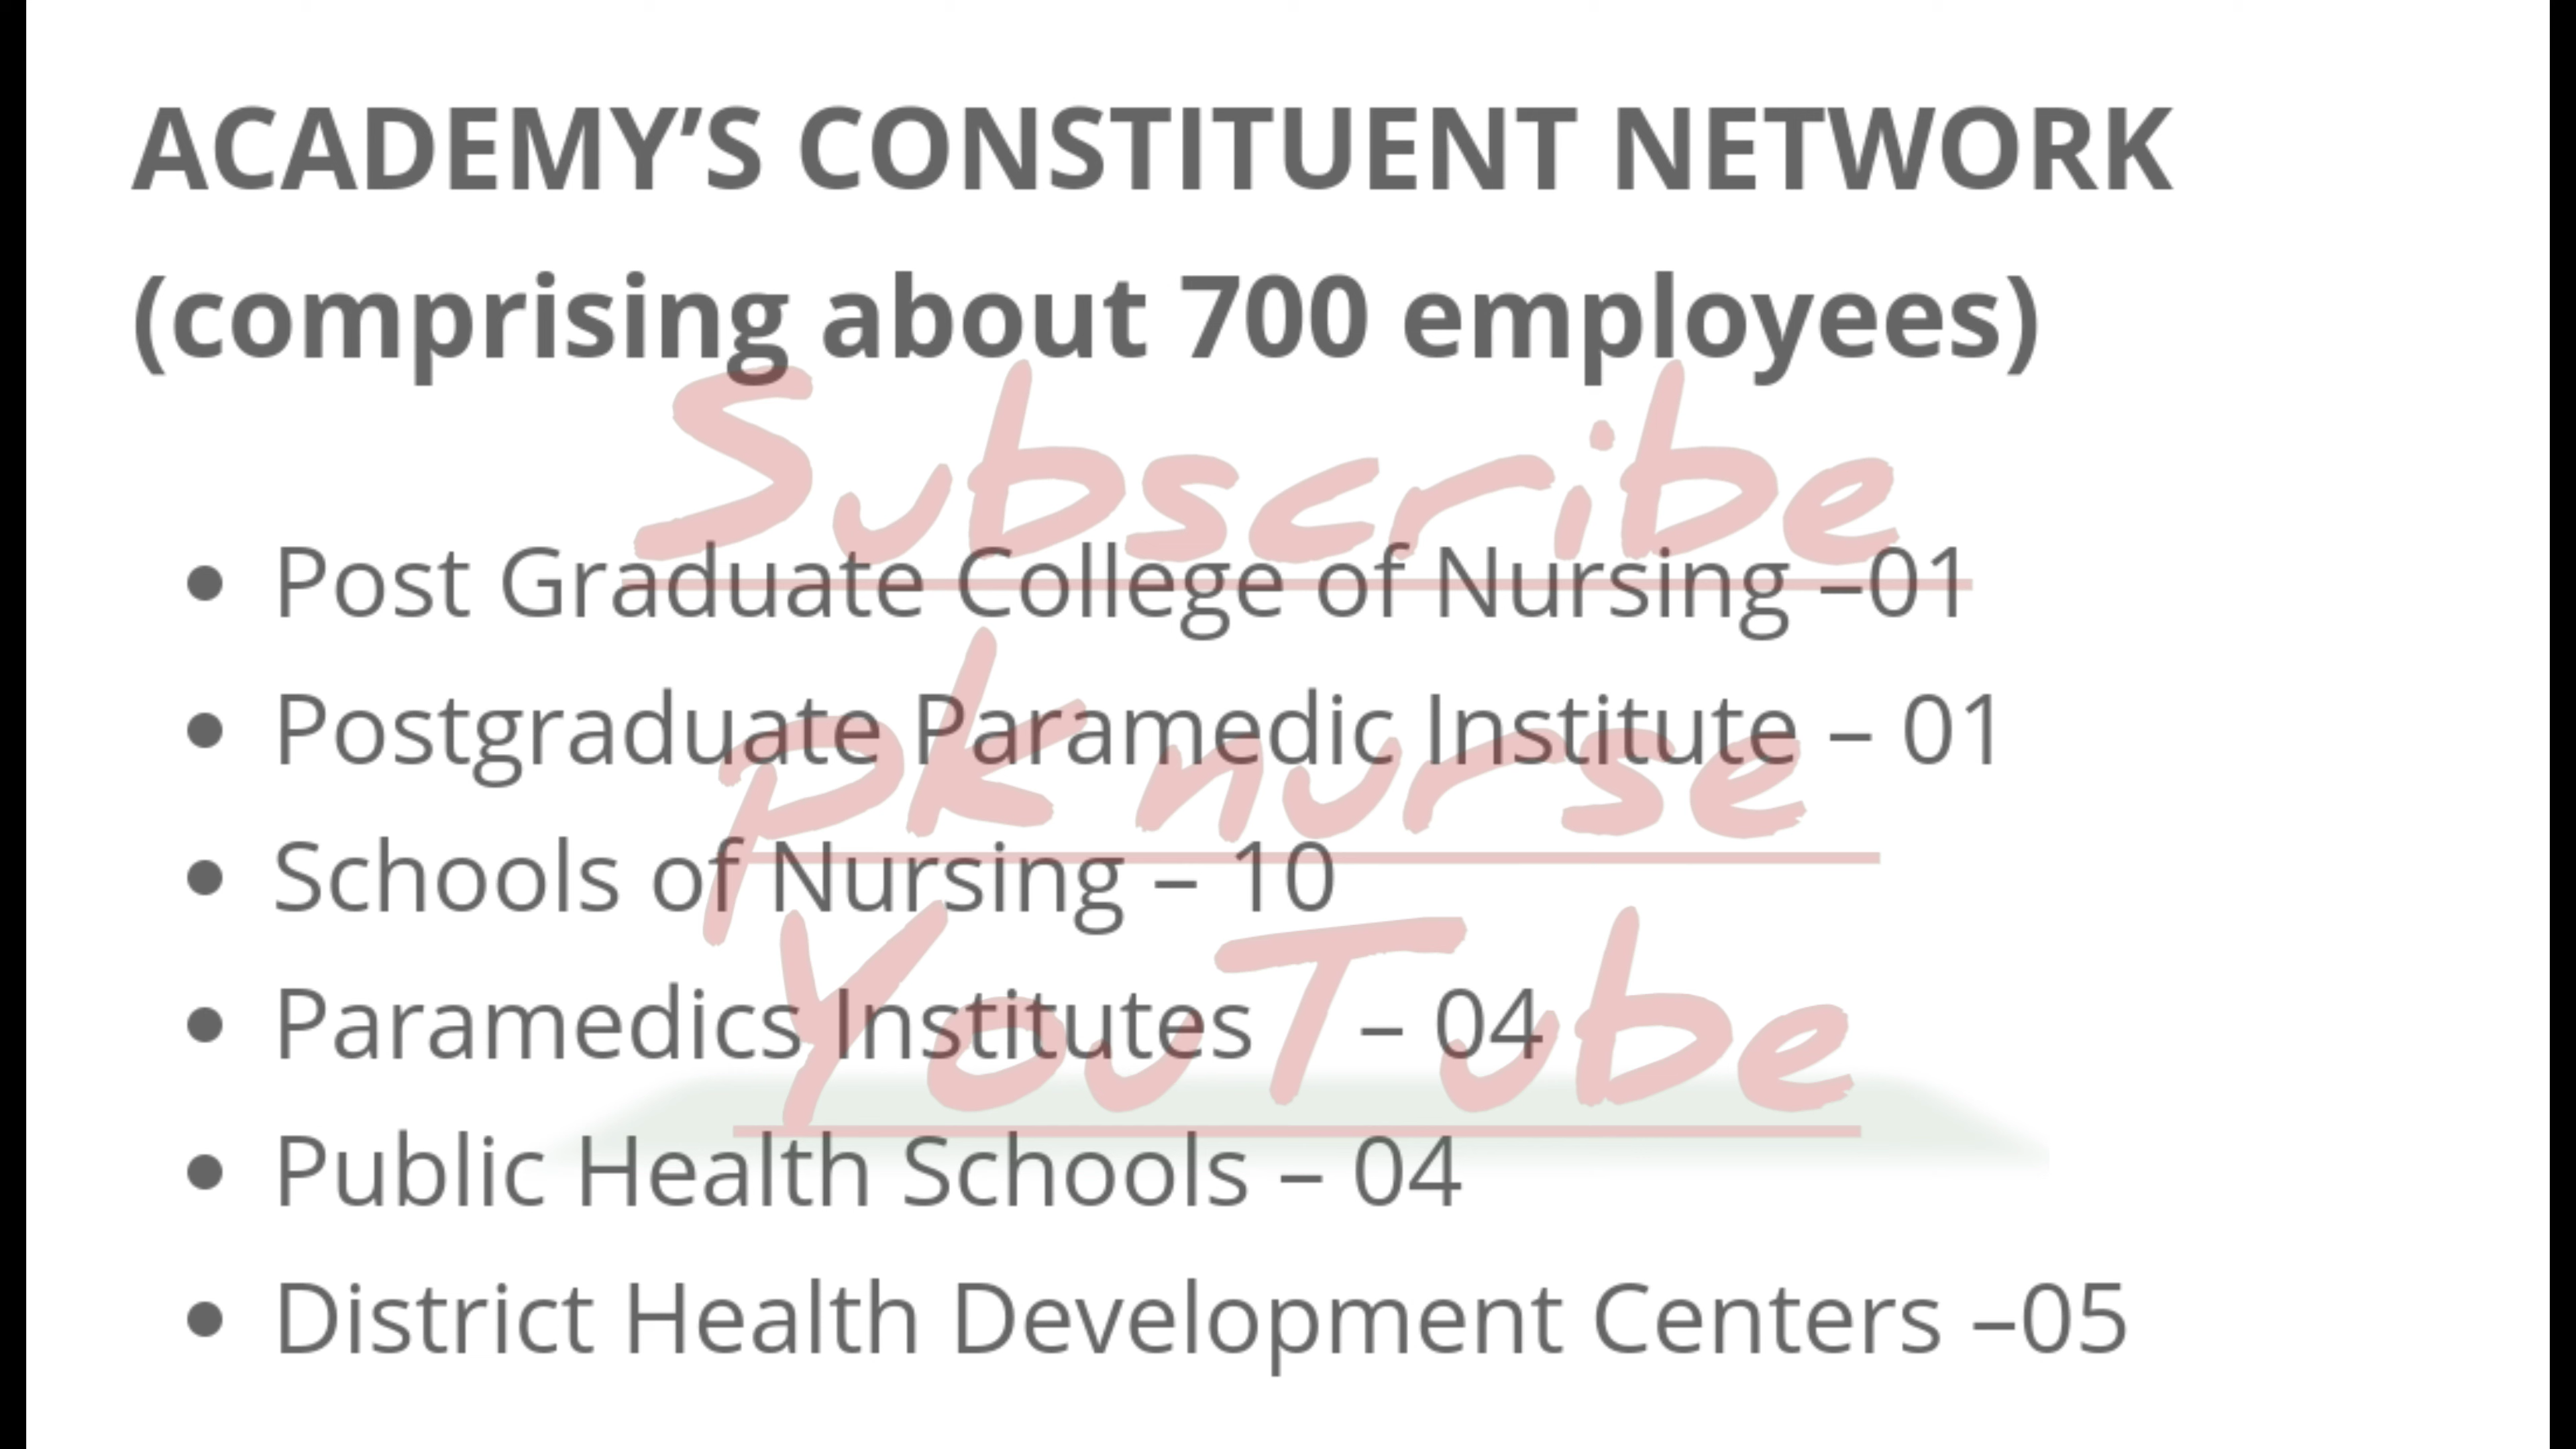 ACADEMY’S CONSTITUENT NETWORK
(comprising about 700 employees)
Subscribe
• Post Graduate College of Nursing –01
• Postgraduate Paramedic Institute – 01
pk nurse
• Schools of Nursing – 10
YouTube
• Paramedics Institutes – 04
• Public Health Schools – 04
• District Health Development Centers –05